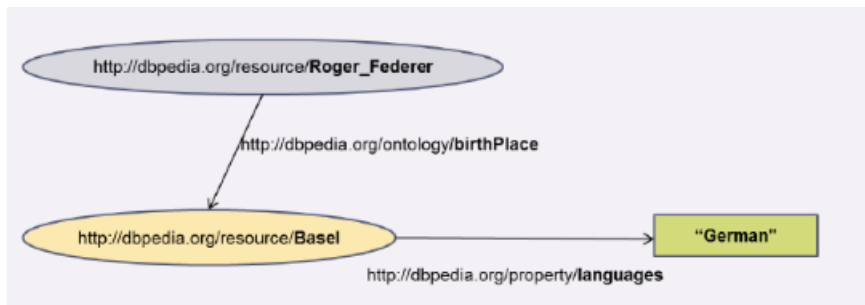 http://dbpedia.org/resource/Roger_Federer
http://dbpedia.org/ontology/birthPlace
http://dbpedia.org/resource/Basel
“German”
http://dbpedia.org/property/languages